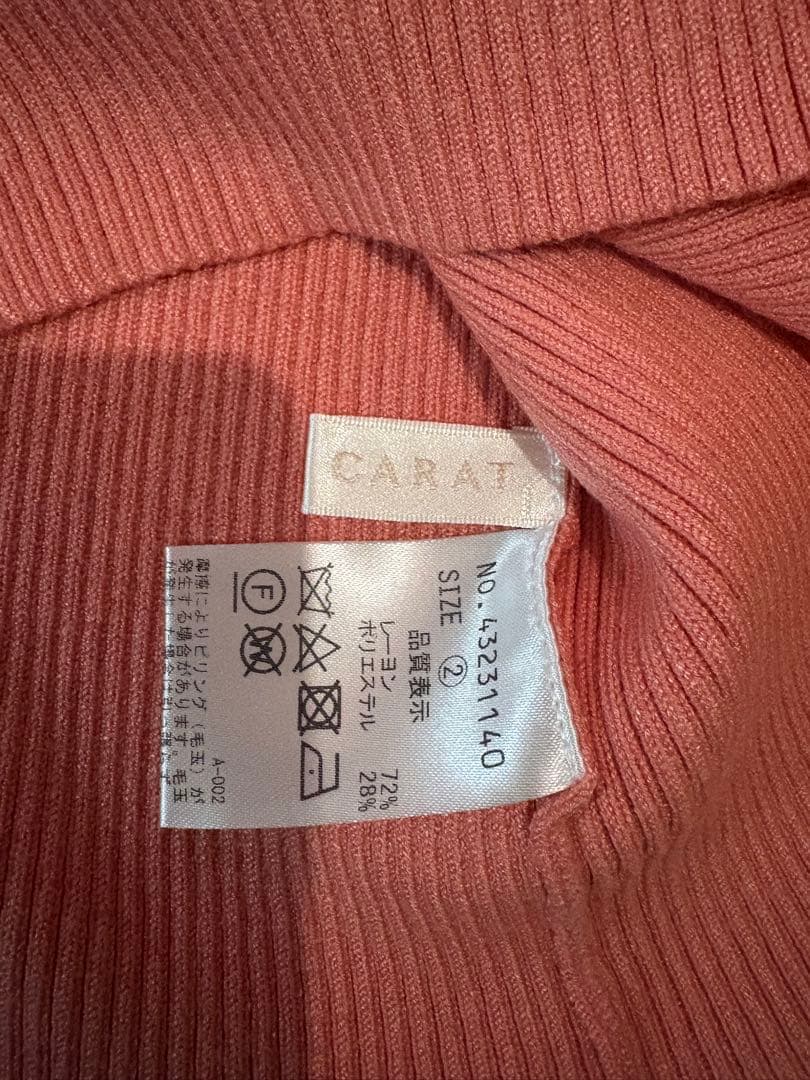 CARAT
NO.43231140
SIZE ②
品質表示
レーヨン 72%
ポリエステル 28%
F
W
A-002
摩擦によりピリング(毛玉)が
発生する場合があります。毛玉